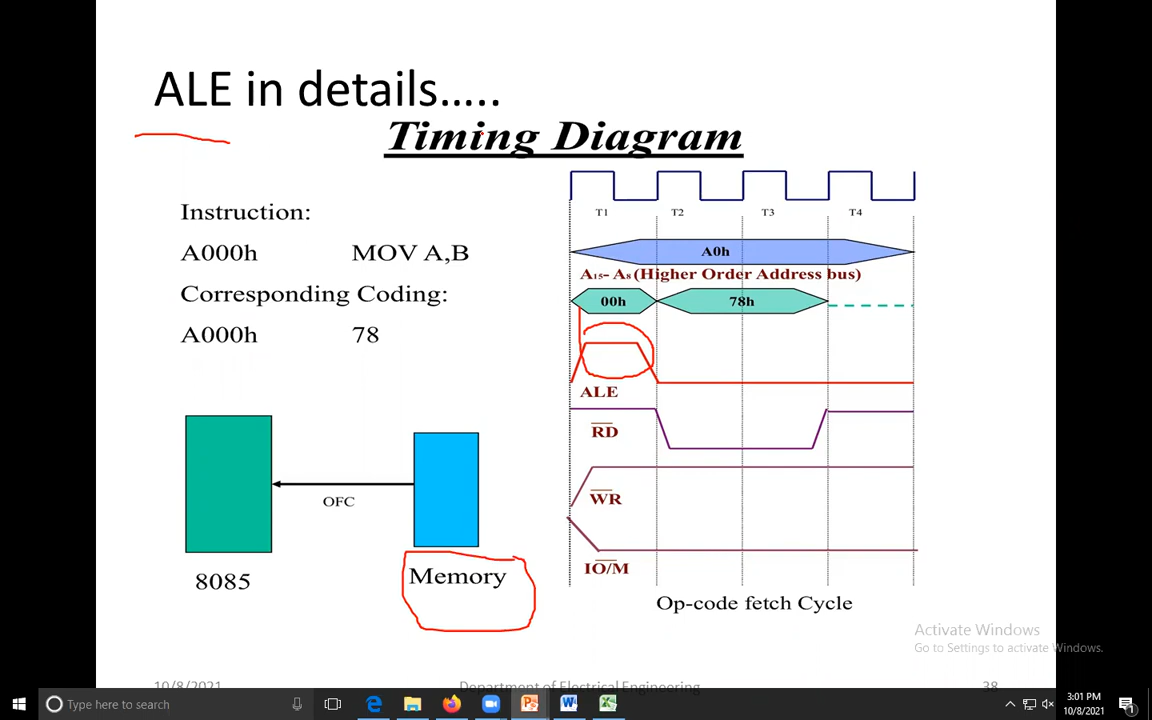 ALE in details…..
Timing Diagram
Instruction:
A000h MOV A,B
Corresponding Coding:
A000h 78
T1 T2 T3 T4
A0h
A15- A8 (Higher Order Address bus)
00h 78h
ALE
RD
WR
IO/M
Op-code fetch Cycle
OFC
8085
Memory
Activate Windows
Go to Settings to activate Windows.
10/8/2021 Department of Electrical Engineering 38
Type here to search
3:01 PM
10/8/2021
1